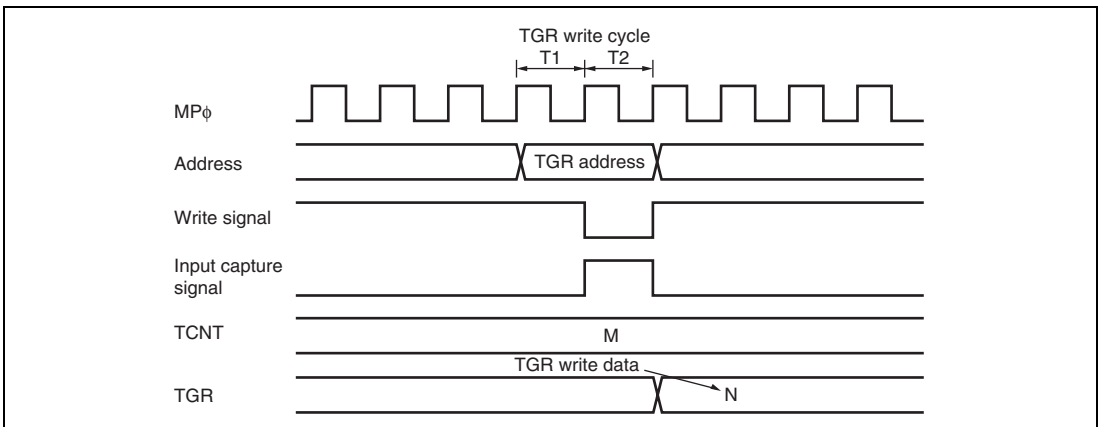 TGR write cycle
T1 T2
MPϕ
Address
TGR address
Write signal
Input capture
signal
TCNT
M
TGR write data
TGR
N